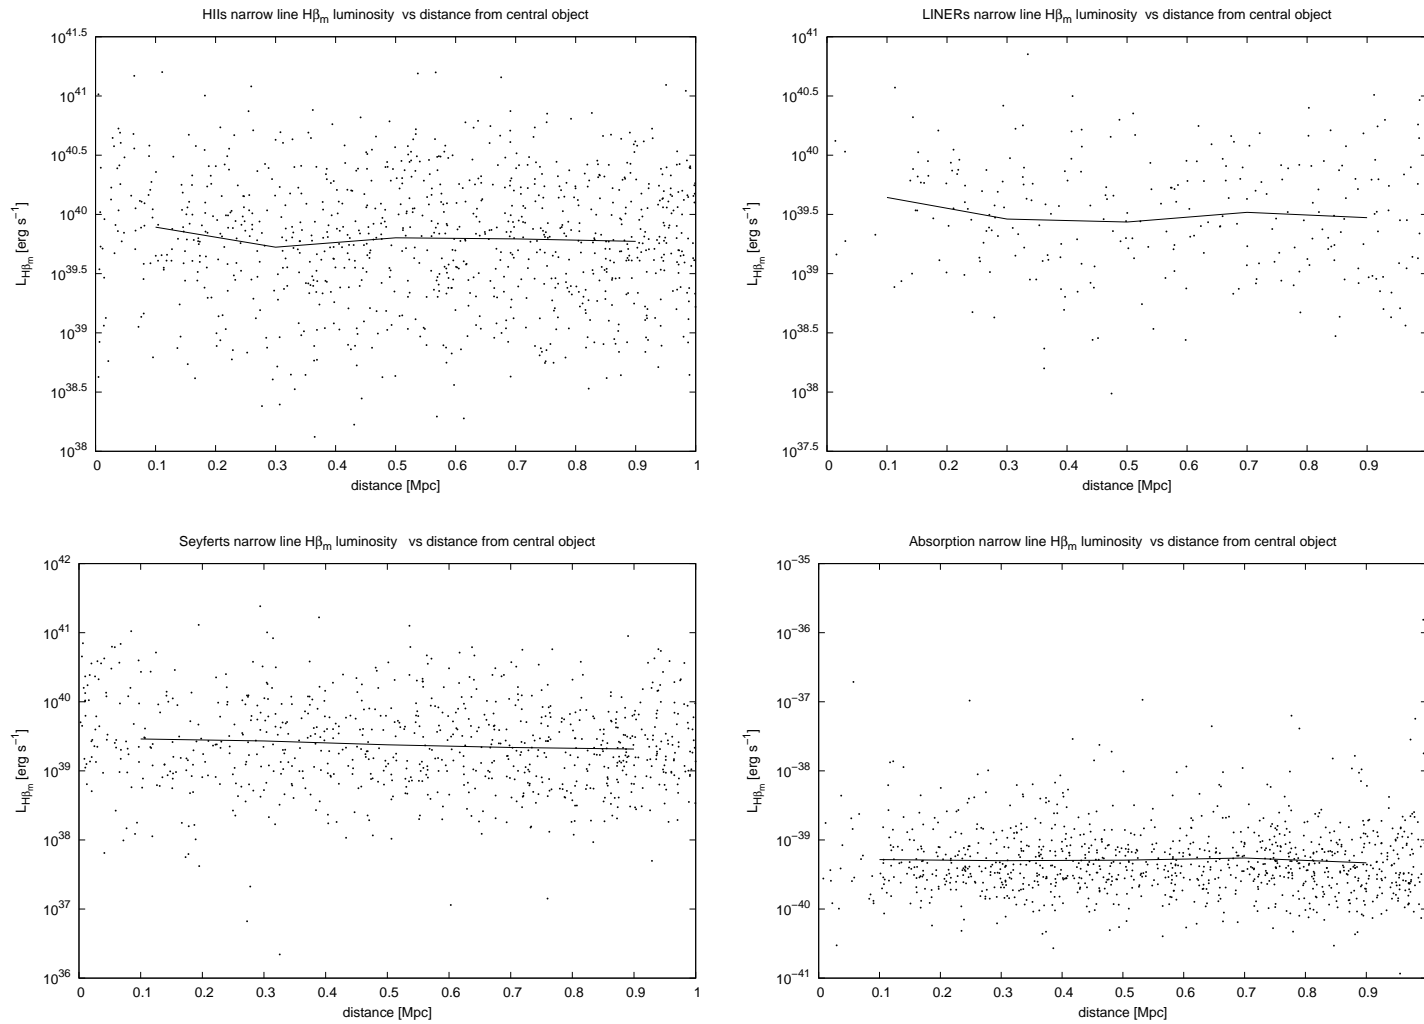 HIIs narrow line Hβm luminosity vs distance from central object
10^41.5
10^41
10^40.5
10^40
10^39.5
10^39
10^38.5
10^38
L_Hβm [erg s^-1]
0 0.1 0.2 0.3 0.4 0.5 0.6 0.7 0.8 0.9 1
distance [Mpc]
LINERs narrow line Hβm luminosity vs distance from central object
10^41
10^40.5
10^40
10^39.5
10^39
10^38.5
10^38
10^37.5
L_Hβm [erg s^-1]
0 0.1 0.2 0.3 0.4 0.5 0.6 0.7 0.8 0.9
distance [Mpc]
Seyferts narrow line Hβm luminosity vs distance from central object
10^42
10^41
10^40
10^39
10^38
10^37
10^36
L_Hβm [erg s^-1]
0 0.1 0.2 0.3 0.4 0.5 0.6 0.7 0.8 0.9 1
distance [Mpc]
Absorption narrow line Hβm luminosity vs distance from central object
10^-35
10^-36
10^-37
10^-38
10^-39
10^-40
10^-41
L_Hβm [erg s^-1]
0 0.1 0.2 0.3 0.4 0.5 0.6 0.7 0.8 0.9
distance [Mpc]